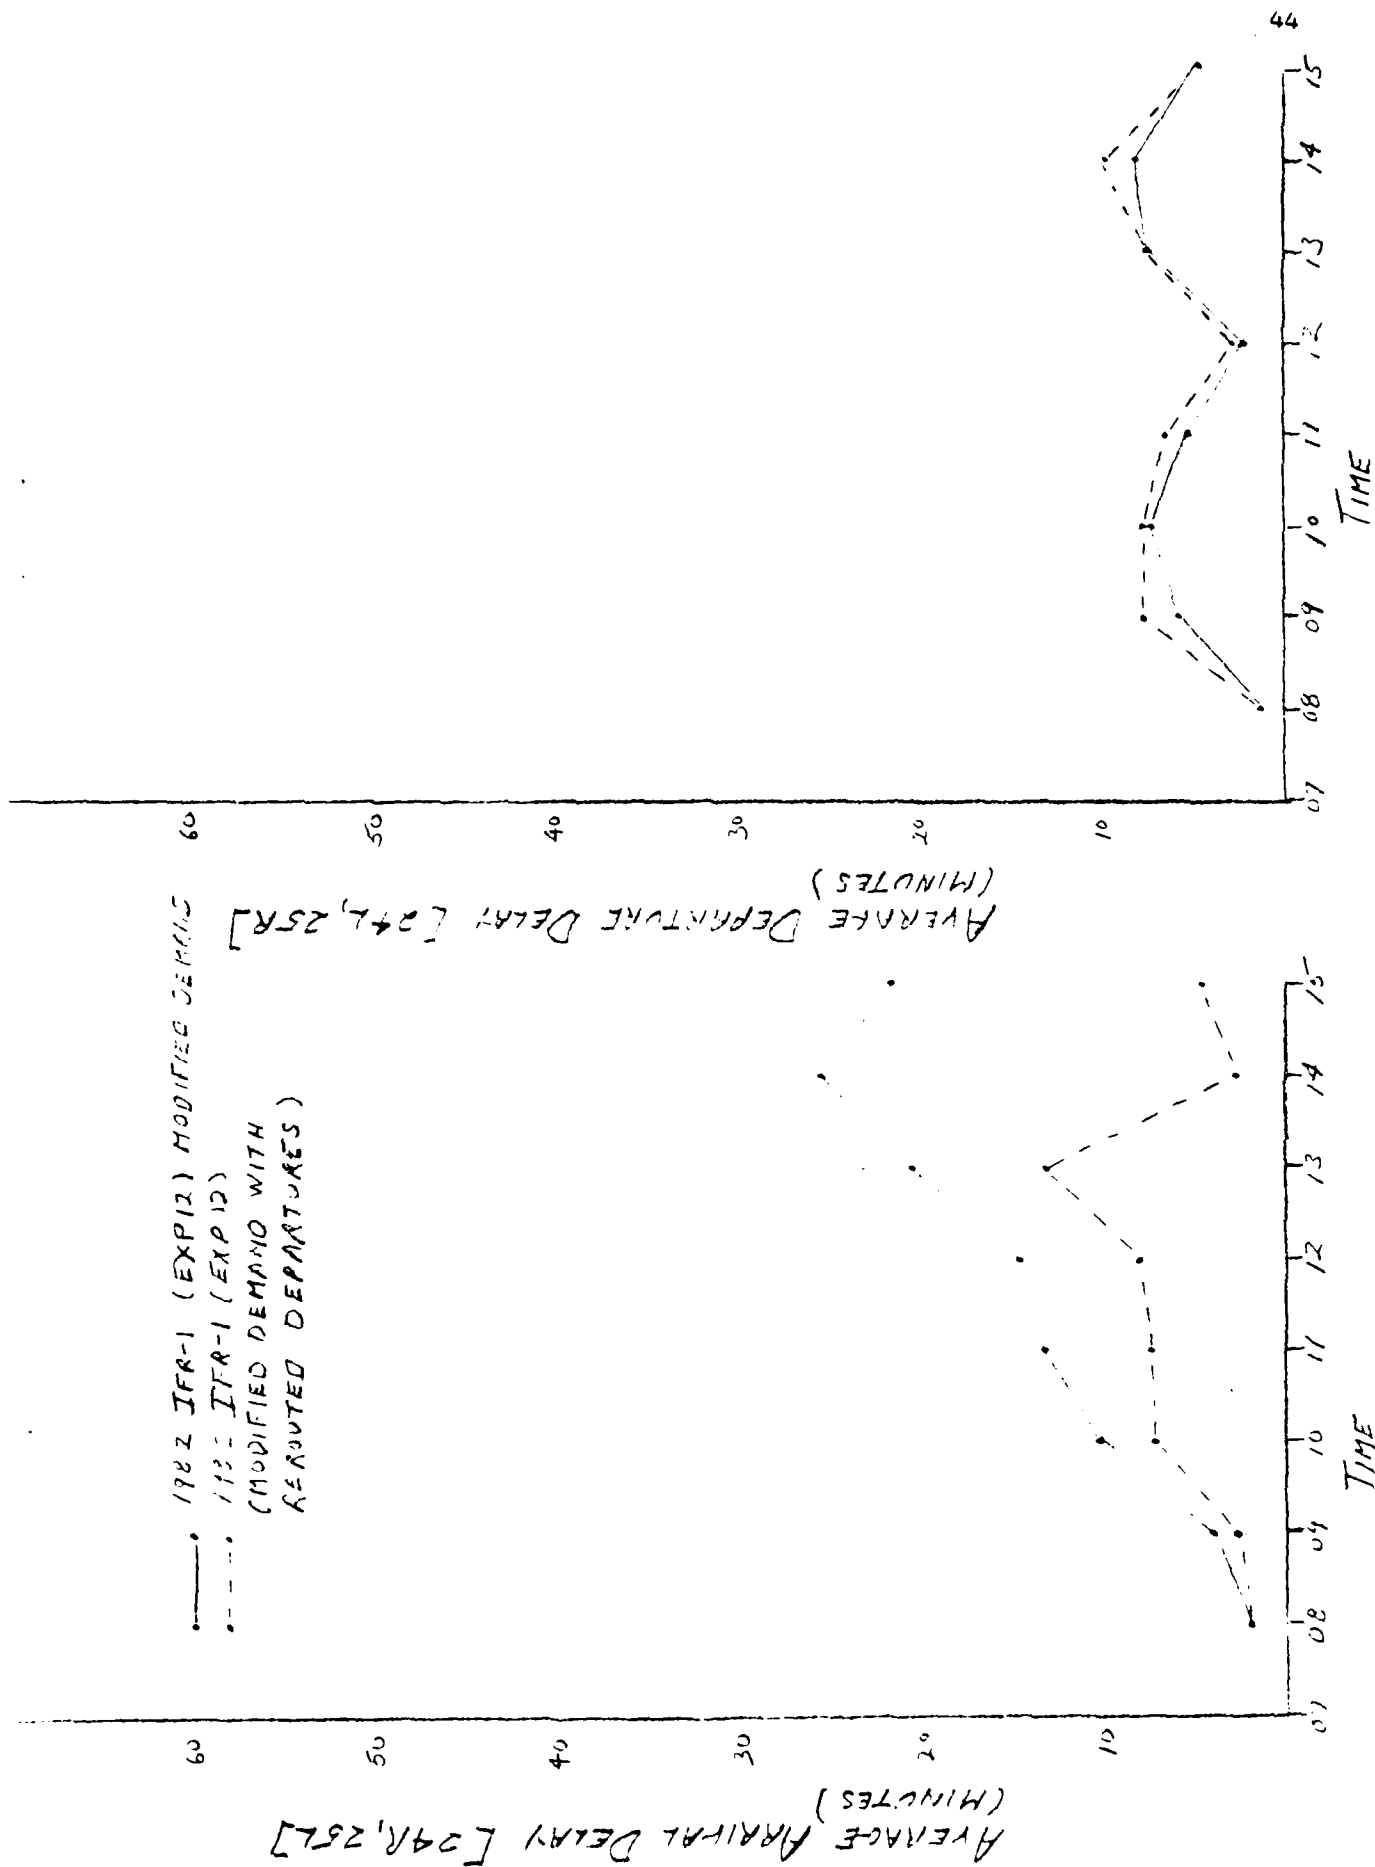 44
1982 IFR-1 (EXP12) MODIFIED DEMAND
1982 IFR-1 (EXP12)
(MODIFIED DEMAND WITH
REROUTED DEPARTURES)
AVERAGE ARRIVAL DELAY [24R, 25L]
(MINUTES)
60
50
40
30
20
10
07 08 09 10 11 12 13 14 15
TIME
AVERAGE DEPARTURE DELAY [24L, 25R]
(MINUTES)
60
50
40
30
20
10
07 08 09 10 11 12 13 14 15
TIME